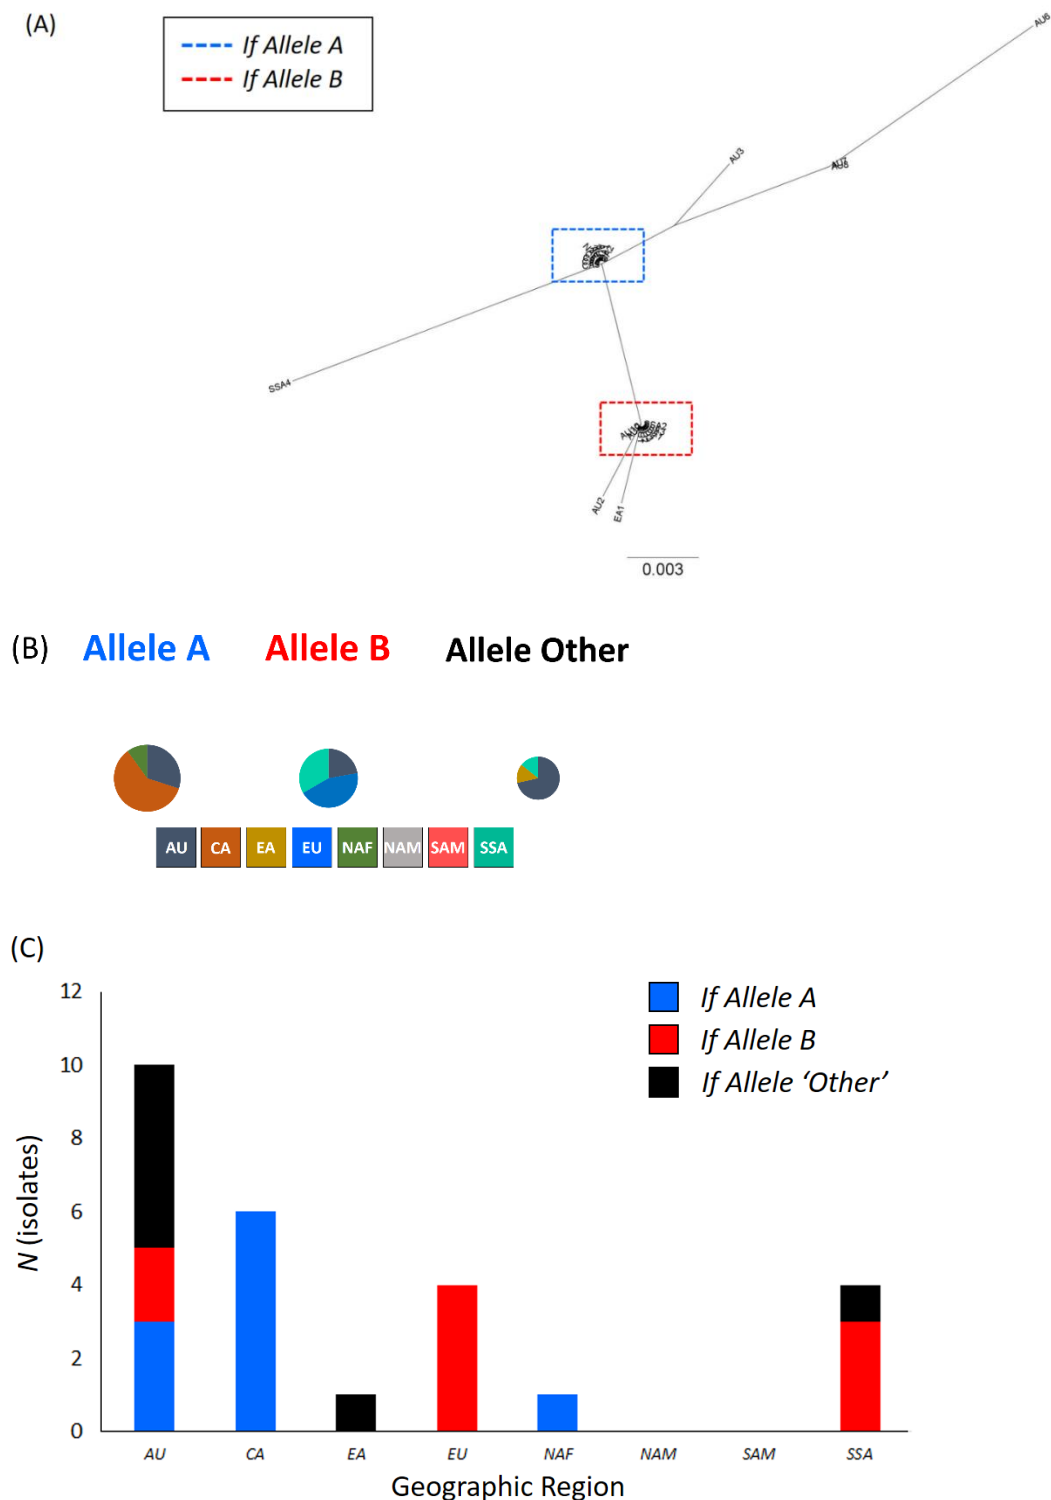 (A)
If Allele A
If Allele B
AU6
AU3
SSA4
AU2
EA1
0.003
(B) Allele A Allele B Allele Other
AU CA EA EU NAF NAM SAM SSA
(C)
If Allele A
If Allele B
If Allele ‘Other’
12
10
8
6
4
2
0
N (isolates)
AU CA EA EU NAF NAM SAM SSA
Geographic Region